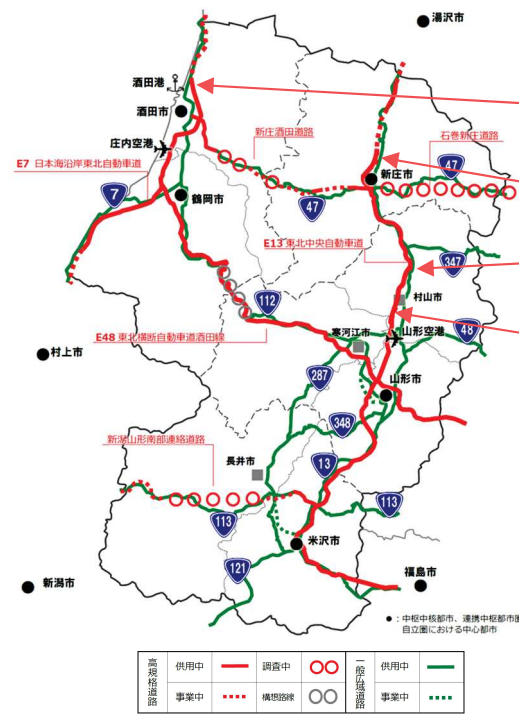 湯沢市
酒田港
酒田市
庄内空港
新庄酒田道路
石巻新庄道路
E7 日本海沿岸東北自動車道
47
新庄市
7
鶴岡市
47
E13 東北中央自動車道
347
112
村山市
48
E48 東北横断自動車道酒田線
寒河江市
山形空港
村上市
287
山形市
348
新潟山形南部連絡道路
長井市
13
113
113
米沢市
121
福島市
新潟市
●：中枢中核都市、連携中枢都市圏
自立圏における中心都市
高規格道路
供用中
調査中
事業中
構想路線
一般広域道路
供用中
事業中